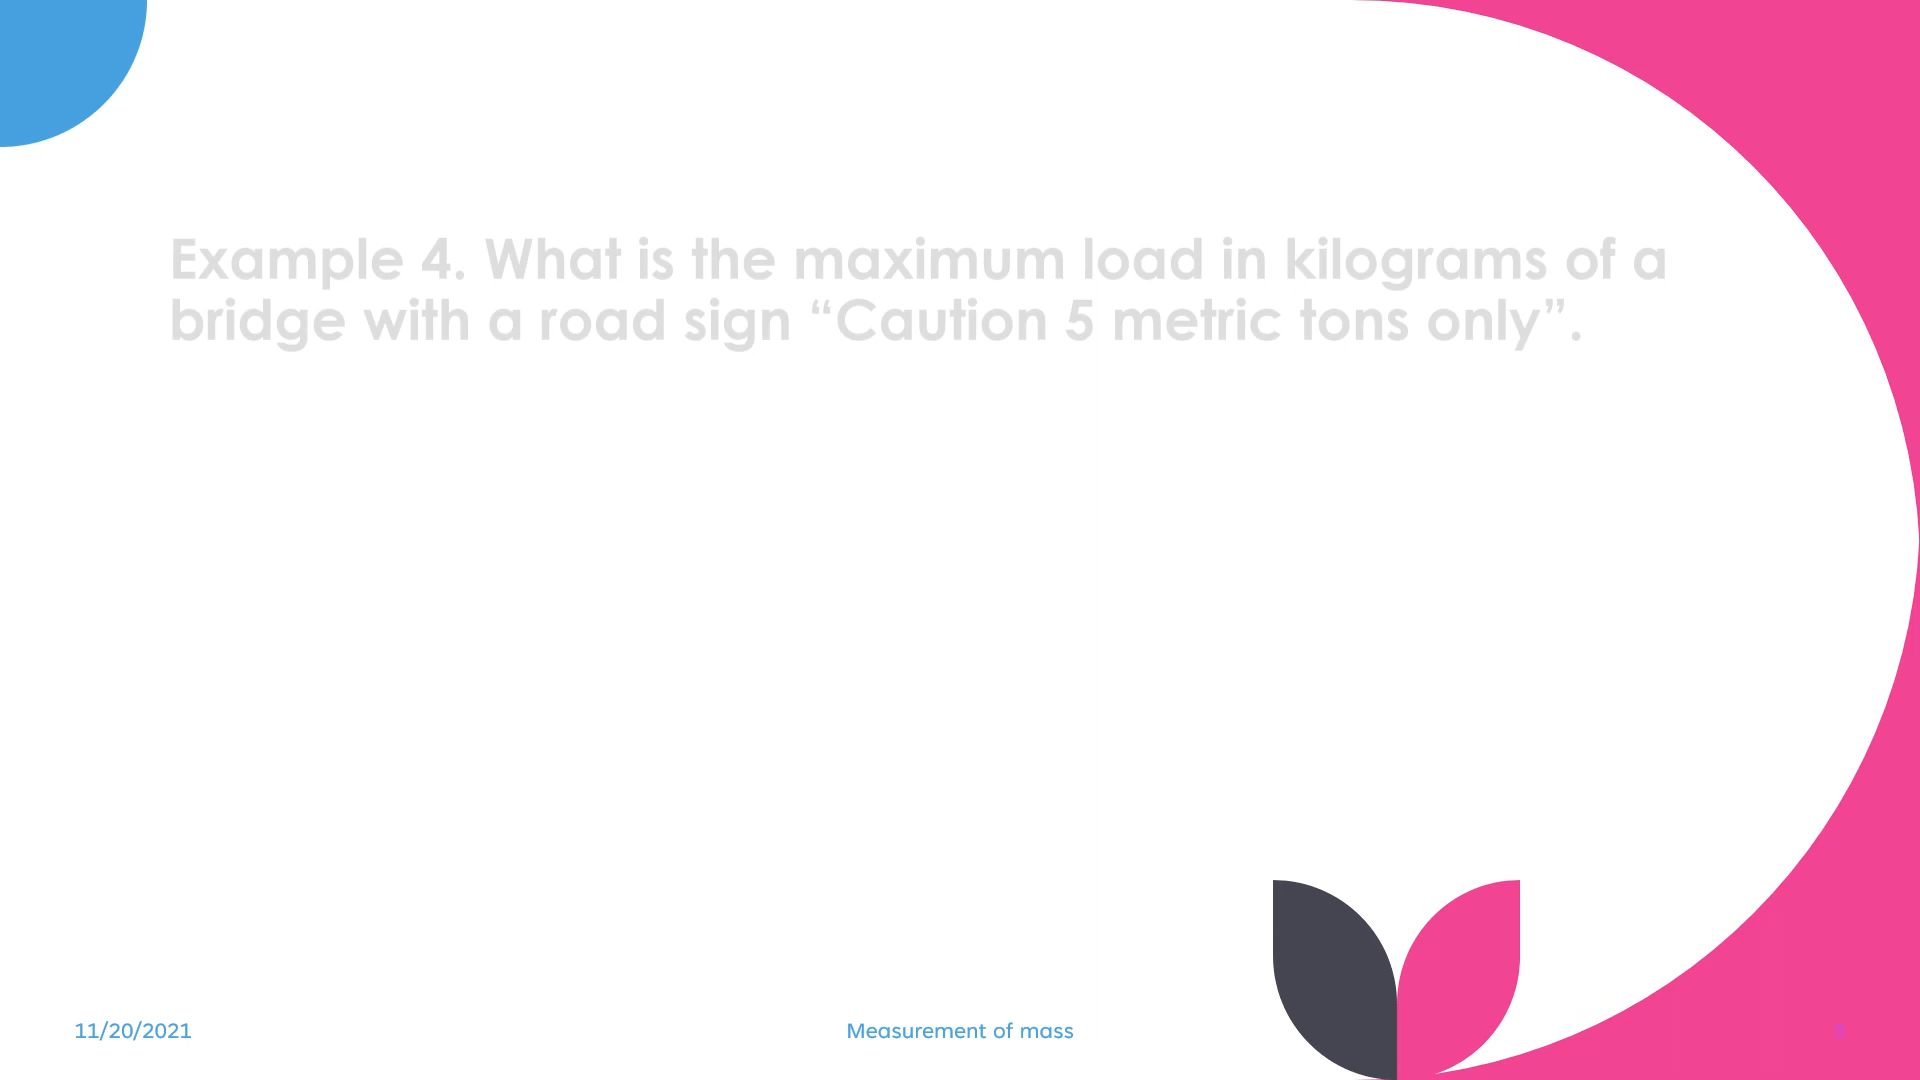 Example 4. What is the maximum load in kilograms of a
bridge with a road sign “Caution 5 metric tons only”.
11/20/2021
Measurement of mass